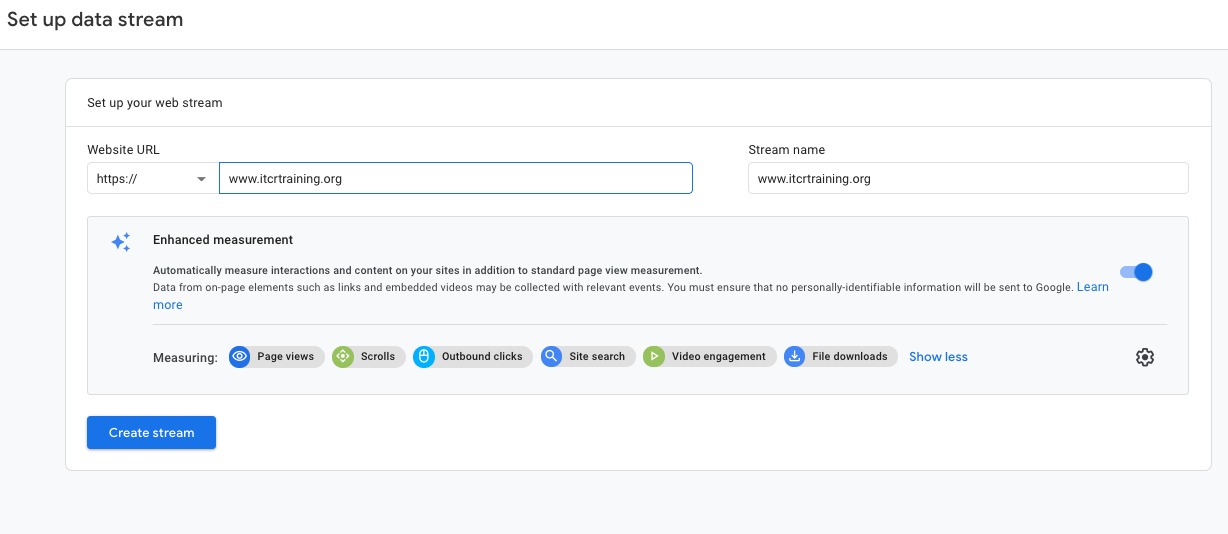 Set up data stream
Set up your web stream
Website URL
Stream name
https://
www.itcrtraining.org
www.itcrtraining.org
Enhanced measurement
Automatically measure interactions and content on your sites in addition to standard page view measurement.
Data from on-page elements such as links and embedded videos may be collected with relevant events. You must ensure that no personally-identifiable information will be sent to Google. Learn
more
Measuring: Page views Scrolls Outbound clicks Site search Video engagement File downloads Show less
Create stream